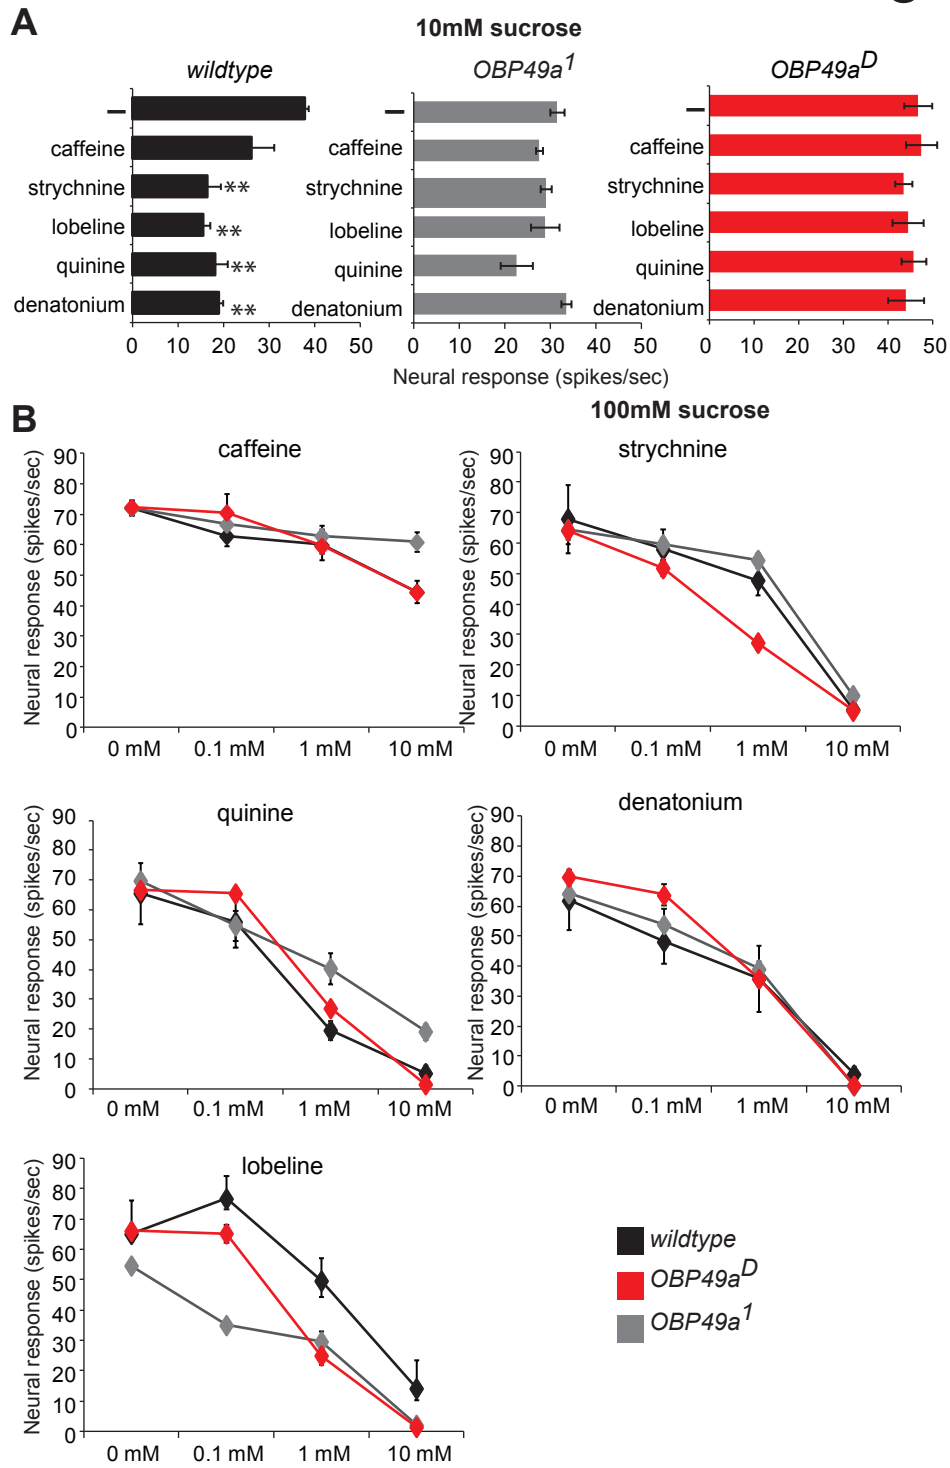 A
10mM sucrose
wildtype
OBP49a1
OBP49aD
–
caffeine
strychnine
lobeline
quinine
denatonium
**
**
**
**
0 10 20 30 40 50
–
caffeine
strychnine
lobeline
quinine
denatonium
0 10 20 30 40 50
–
caffeine
strychnine
lobeline
quinine
denatonium
0 10 20 30 40 50
Neural response (spikes/sec)
B
100mM sucrose
caffeine
Neural response (spikes/sec)
90
80
70
60
50
40
30
20
10
0
0 mM 0.1 mM 1 mM 10 mM
strychnine
Neural response (spikes/sec)
90
80
70
60
50
40
30
20
10
0
0 mM 0.1 mM 1 mM 10 mM
quinine
Neural response (spikes/sec)
90
80
70
60
50
40
30
20
10
0
0 mM 0.1 mM 1 mM 10 mM
denatonium
Neural response (spikes/sec)
90
80
70
60
50
40
30
20
10
0
0 mM 0.1 mM 1 mM 10 mM
lobeline
Neural response (spikes/sec)
90
80
70
60
50
40
30
20
10
0
0 mM 0.1 mM 1 mM 10 mM
wildtype
OBP49aD
OBP49a1